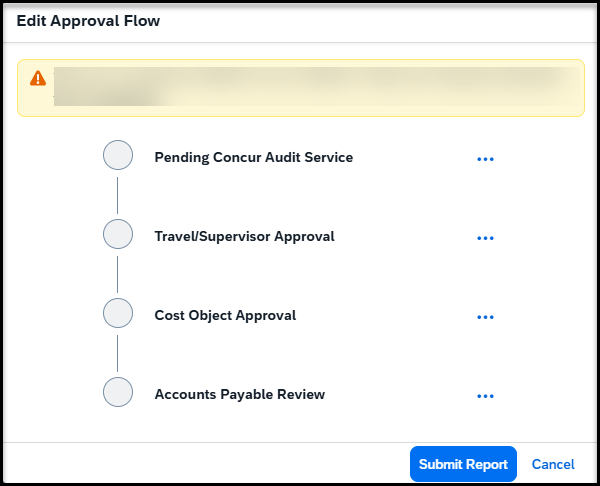 Edit Approval Flow
Pending Concur Audit Service
Travel/Supervisor Approval
Cost Object Approval
Accounts Payable Review
Submit Report Cancel